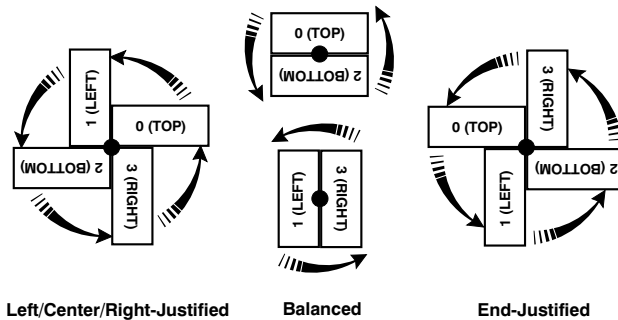 1 (LEFT)
0 (TOP)
2 (BOTTOM)
3 (RIGHT)
Left/Center/Right-Justified
0 (TOP)
2 (BOTTOM)
1 (LEFT)
3 (RIGHT)
Balanced
3 (RIGHT)
0 (TOP)
2 (BOTTOM)
1 (LEFT)
End-Justified